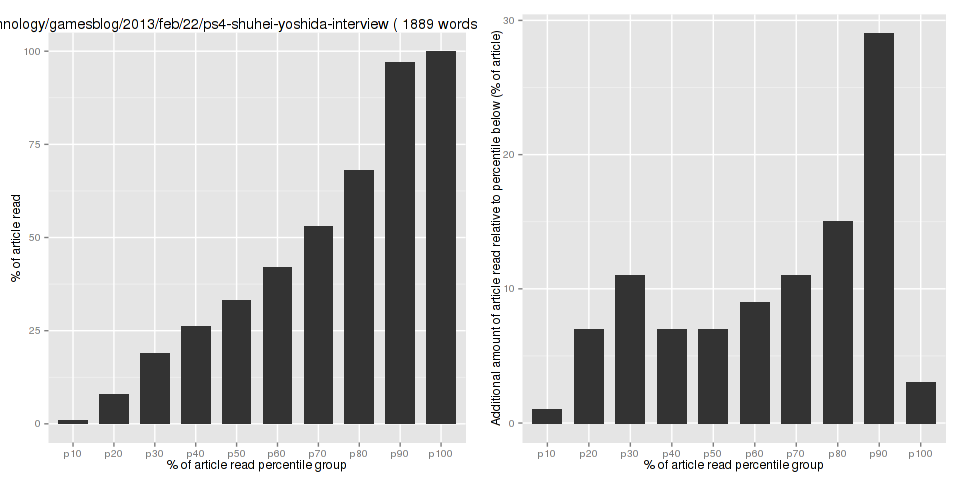 nology/gamesblog/2013/feb/22/ps4-shuhei-yoshida-interview ( 1889 words
% of article read
100
75
50
25
0
p10 p20 p30 p40 p50 p60 p70 p80 p90 p100
% of article read percentile group
Additional amount of article read relative to percentile below (% of article)
30
20
10
0
p10 p20 p30 p40 p50 p60 p70 p80 p90 p100
% of article read percentile group